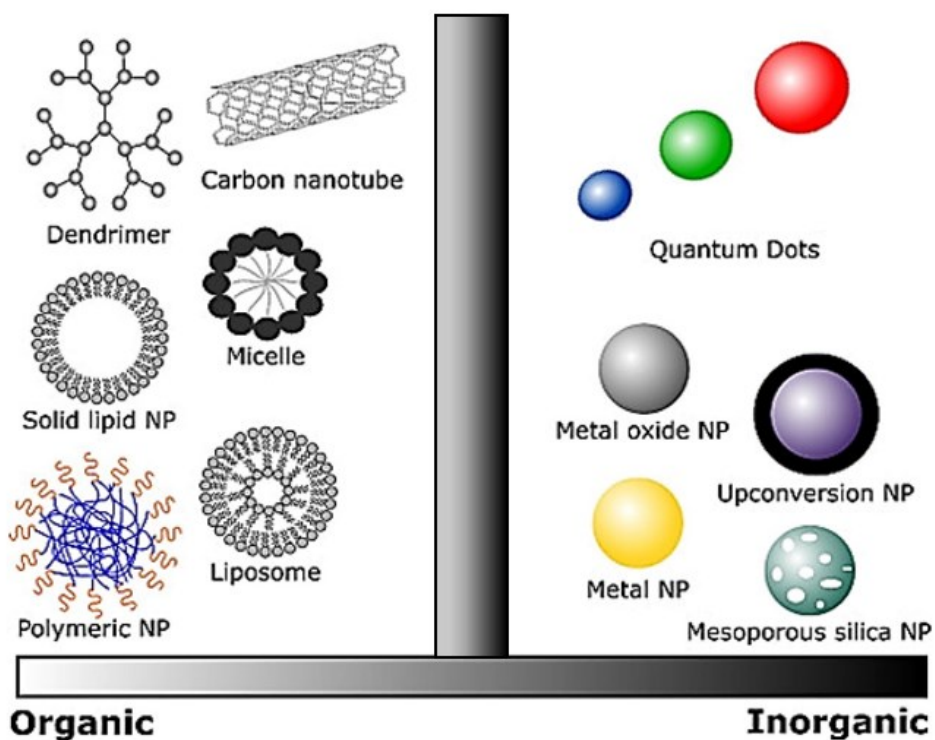 Dendrimer
Carbon nanotube
Solid lipid NP
Micelle
Polymeric NP
Liposome
Quantum Dots
Metal oxide NP
Upconversion NP
Metal NP
Mesoporous silica NP
Organic
Inorganic